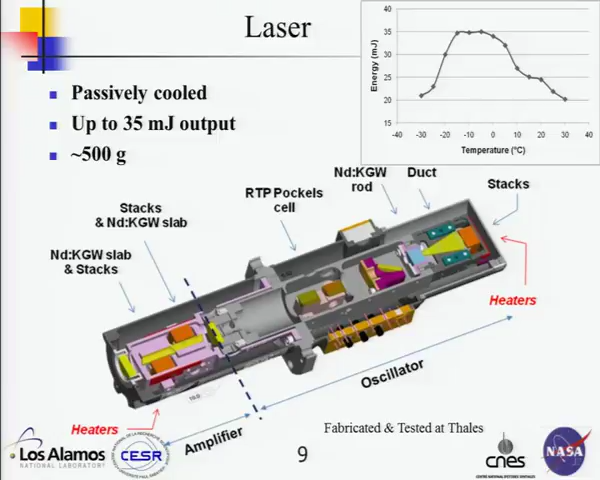 Laser
Passively cooled
Up to 35 mJ output
~500 g
Energy (mJ)
40
35
30
25
20
15
-40 -30 -20 -10 0 10 20 30 40
Temperature (°C)
Nd:KGW
rod
Duct
Stacks
RTP Pockels
cell
Stacks
& Nd:KGW slab
Nd:KGW slab
& Stacks
Heaters
Oscillator
Heaters
Amplifier
Fabricated & Tested at Thales
Los Alamos
NATIONAL LABORATORY
CESR
9
cnes
NASA